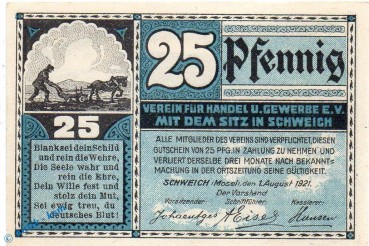 25 Pfennig
25
Blank sei dein Schild
und rein die Wehre,
Die Seele wahr und
rein die Ehre,
Dein Wille fest und
stolz dein Mut,
Sei ewig treu, du
deutsches Blut!
VEREIN FÜR HANDEL U. GEWERBE E.V.
MIT DEM SITZ IN SCHWEICH
ALLE MITGLIEDER DES VEREINS SIND VERPFLICHTET, DIESEN
GUTSCHEIN VON 25 PFG. IN ZAHLUNG ZU NEHMEN UND
VERLIERT DERSELBE DREI MONATE NACH BEKANNT-
MACHUNG IN DER ORTSZEITUNG SEINE GÜLTIGKEIT.
SCHWEICH (Mosel), den 1. August 1921.
Der Vorstand
Vorsitzender: Schriftführer: Kassierer:
Hansen